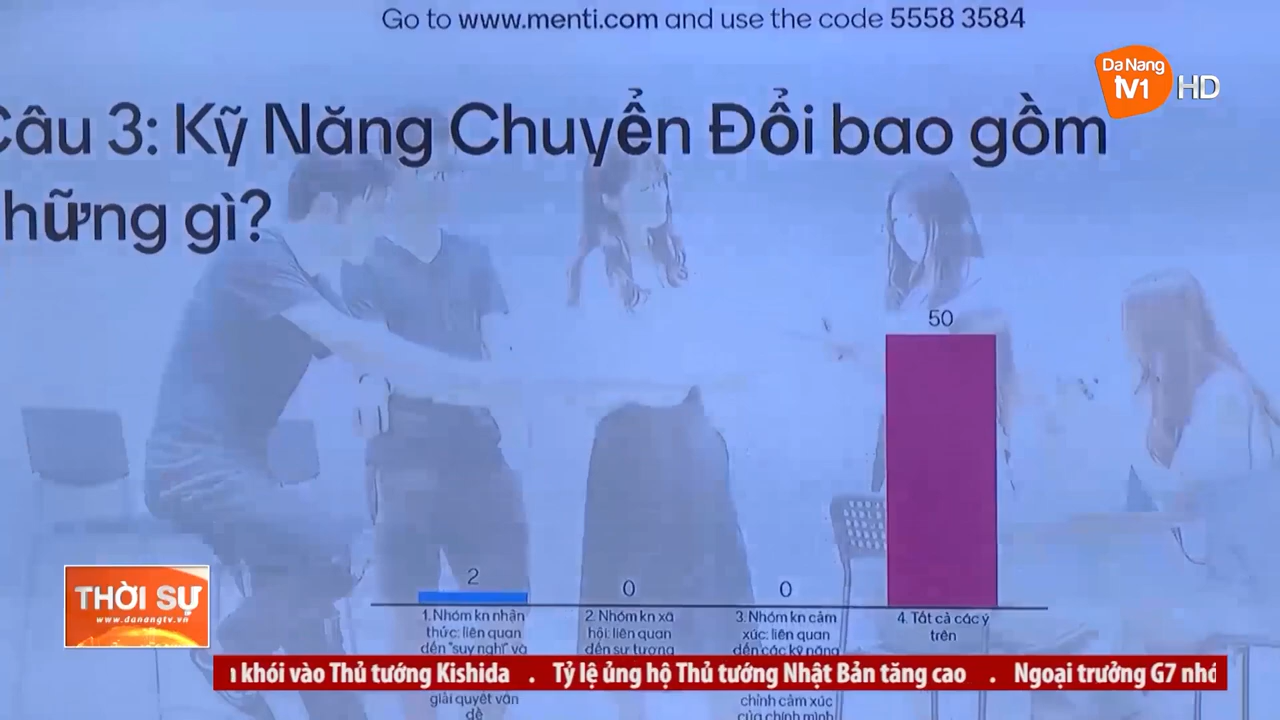 Go to www.menti.com and use the code 5558 3584
Da Nang
TV1 HD
Câu 3: Kỹ Năng Chuyển Đổi bao gồm
hững gì?
50
2
0
0
1. Nhóm kn nhận
thức: liên quan
đến "suy nghĩ" và
giải quyết vấn
đề
2. Nhóm kn xã
hội: liên quan
đến sự tương
3. Nhóm kn cảm
xúc: liên quan
đến các kỹ năng
chỉnh cảm xúc
của chính mình
4. Tất cả các ý
trên
THỜI SỰ
www.danangtv.vn
khói vào Thủ tướng Kishida . Tỷ lệ ủng hộ Thủ tướng Nhật Bản tăng cao . Ngoại trưởng G7 nhó